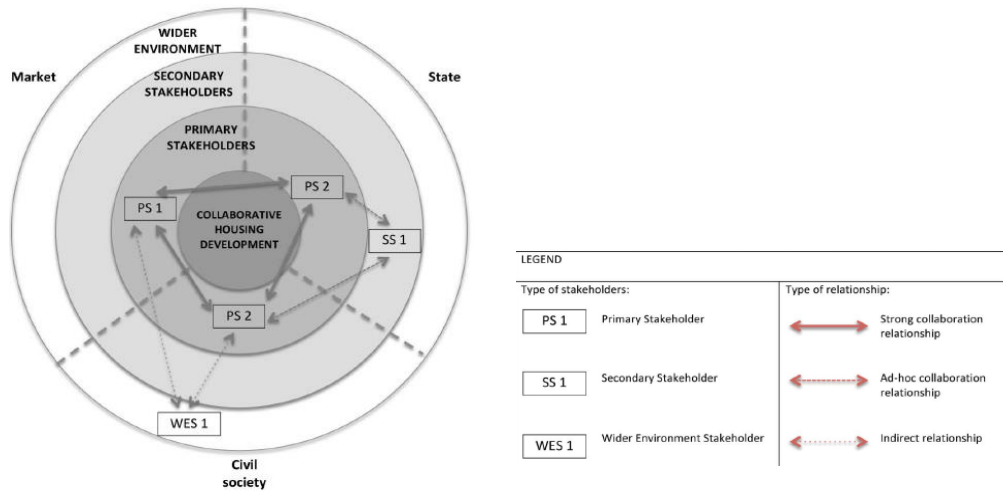 WIDER
ENVIRONMENT
Market
State
SECONDARY
STAKEHOLDERS
PRIMARY
STAKEHOLDERS
PS 2
PS 1
COLLABORATIVE
HOUSING
DEVELOPMENT
SS 1
PS 2
WES 1
Civil
society
LEGEND
Type of stakeholders:
Type of relationship:
PS 1
Primary Stakeholder
Strong collaboration
relationship
SS 1
Secondary Stakeholder
Ad-hoc collaboration
relationship
WES 1
Wider Environment Stakeholder
Indirect relationship